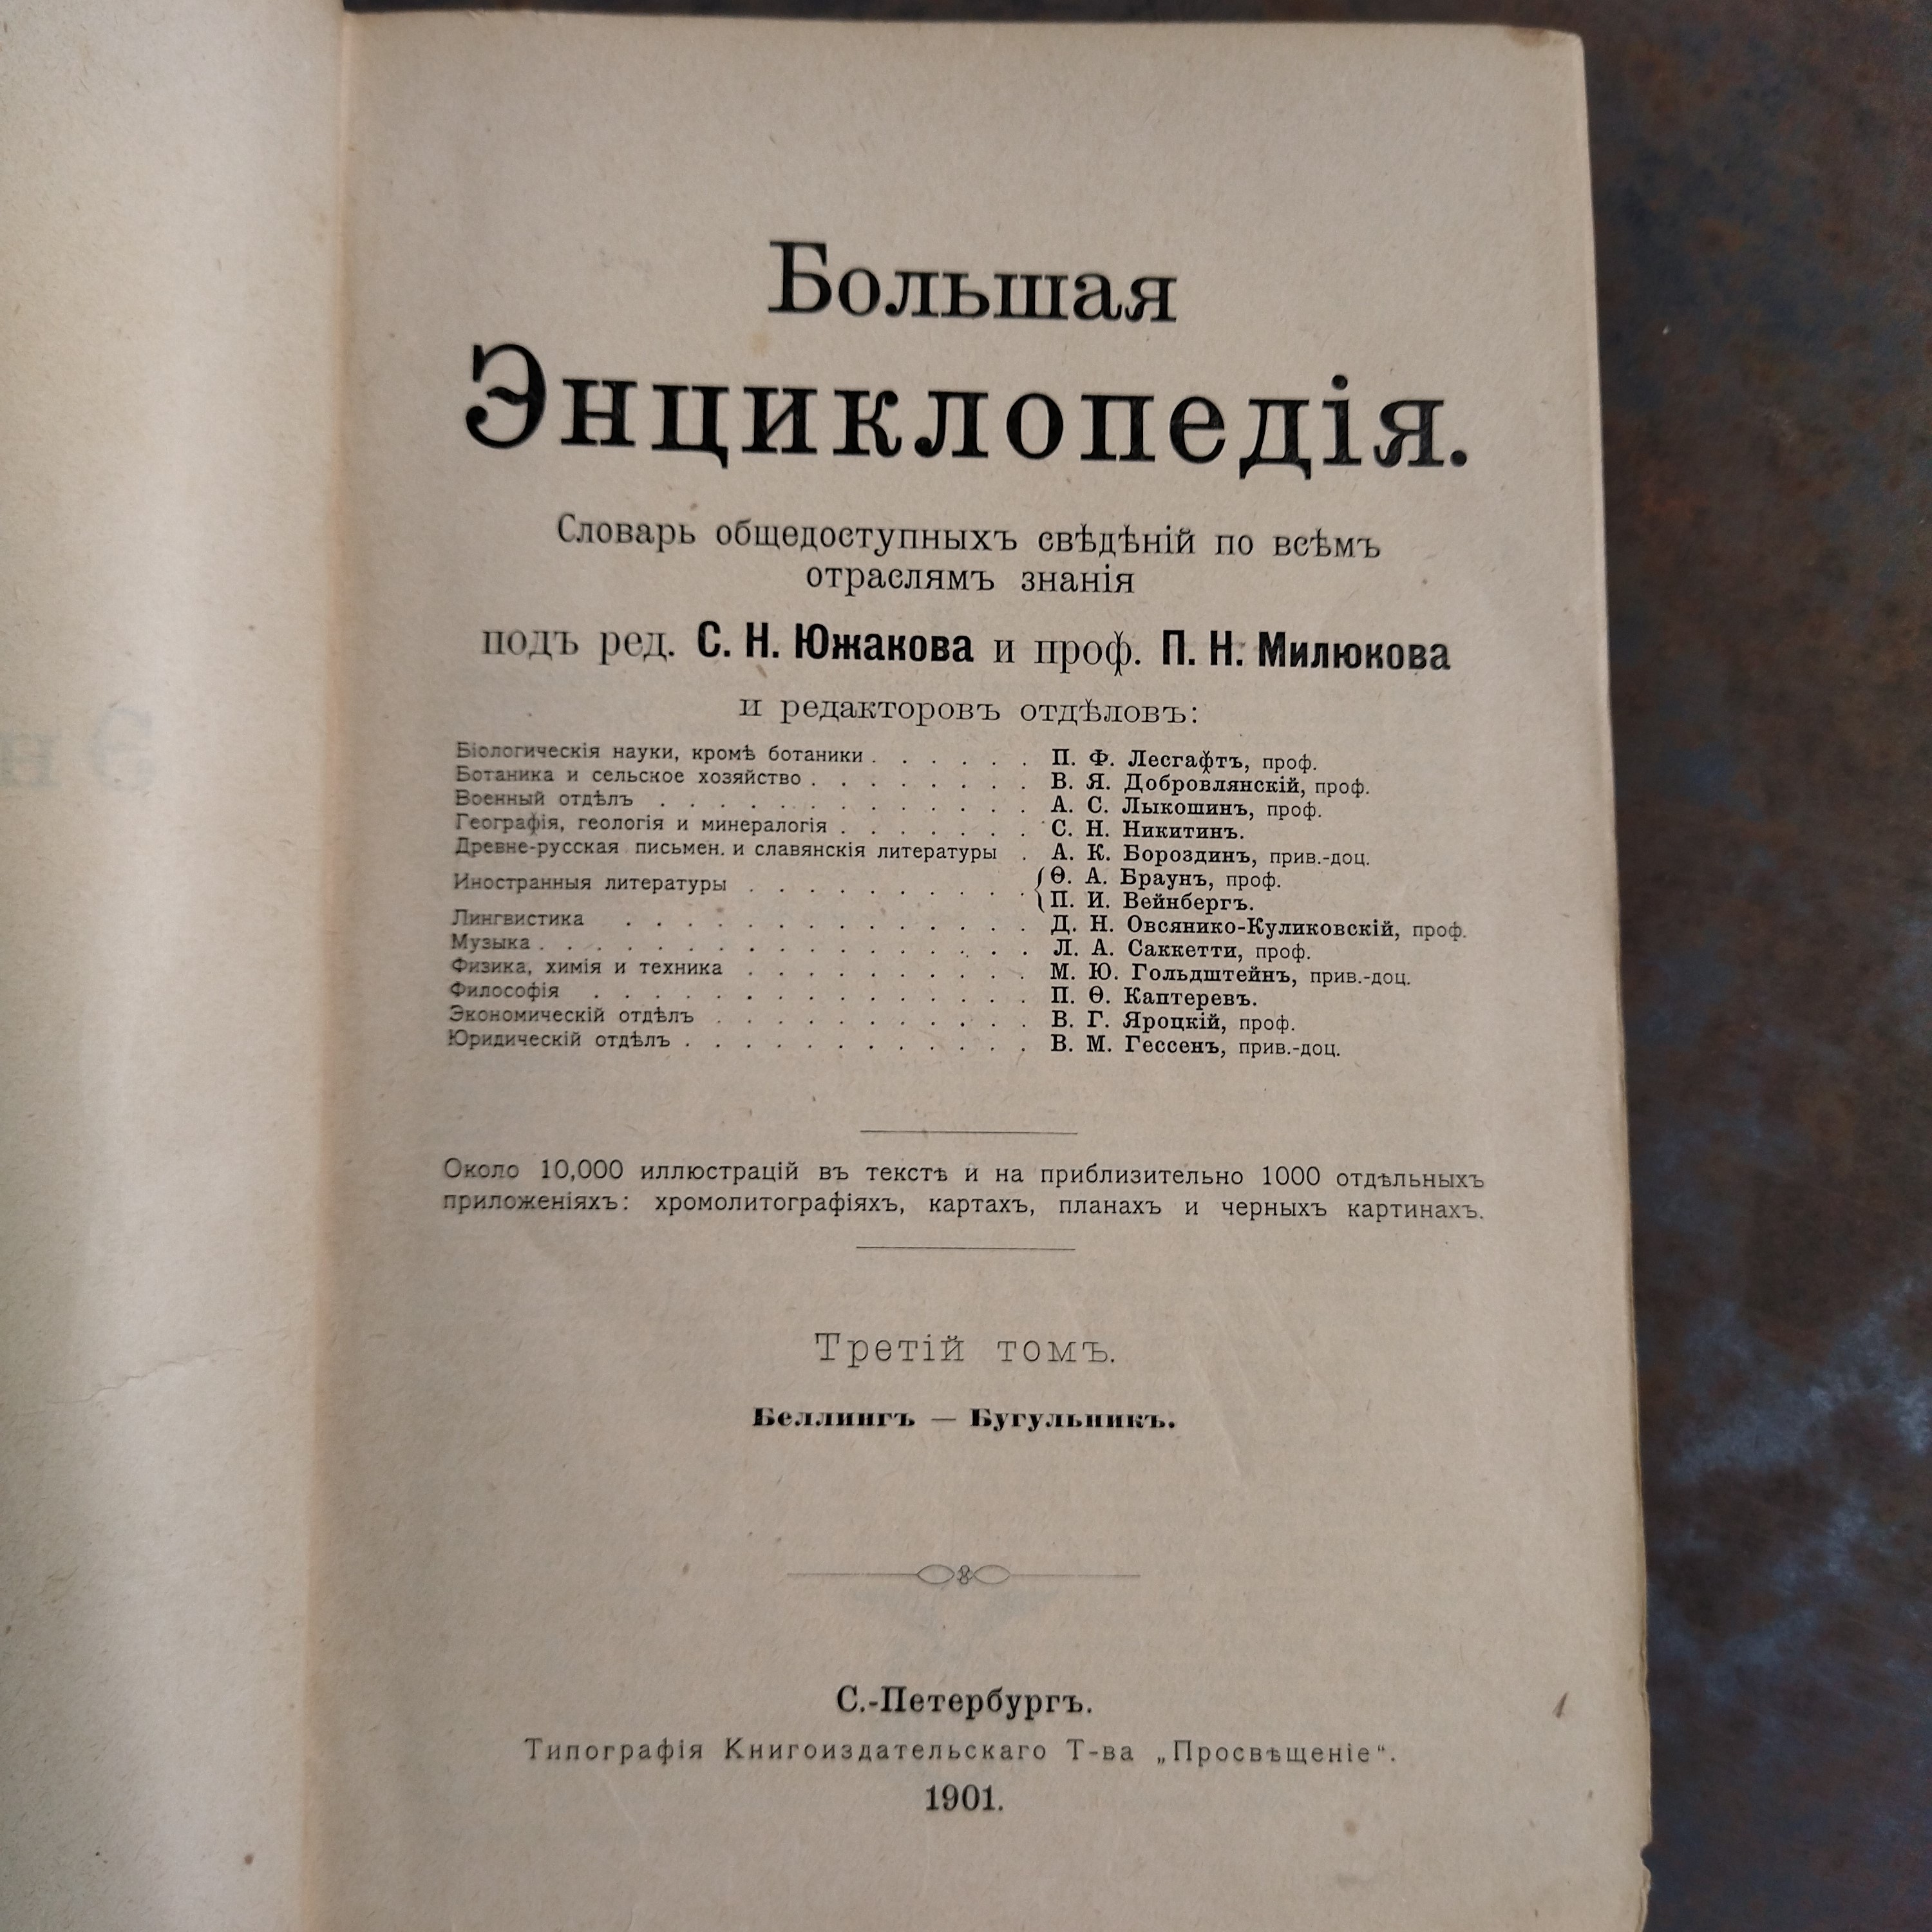 Большая
Энциклопедія.
Словарь общедоступныхъ свѣдѣній по всѣмъ
отраслямъ знанія
подъ ред. С. Н. Южакова и проф. П. Н. Милюкова
и редакторовъ отдѣловъ:
Біологическія науки, кромѣ ботаники . . . . . . П. Ф. Лесгафтъ, проф.
Ботаника и сельское хозяйство . . . . . . . . В. Я. Добровлянскій, проф.
Военный отдѣлъ . . . . . . . . . . . . . А. С. Лыкошинъ, проф.
Географія, геологія и минералогія . . . . . . . С. Н. Никитинъ.
Древне-русская письмен. и славянскія литературы . А. К. Бороздинъ, прив.-доц.
Иностранныя литературы . . . . . . . . . . {Ѳ. А. Браунъ, проф.
П. И. Вейнбергъ.
Лингвистика . . . . . . . . . . . . . . Д. Н. Овсянико-Куликовскій, проф.
Музыка . . . . . . . . . . . . . . . . . Л. А. Саккетти, проф.
Физика, химія и техника . . . . . . . . . . М. Ю. Гольдштейнъ, прив.-доц.
Философія . . . . . . . . . . . . . . . П. Ѳ. Каптеревъ.
Экономическій отдѣлъ . . . . . . . . . . . В. Г. Яроцкій, проф.
Юридическій отдѣлъ . . . . . . . . . . . . В. М. Гессенъ, прив.-доц.
Около 10,000 иллюстрацій въ текстѣ и на приблизительно 1000 отдѣльныхъ
приложеніяхъ: хромолитографіяхъ, картахъ, планахъ и черныхъ картинахъ.
Третій томъ.
Беллингъ — Бугульникъ.
С.-Петербургъ.
Типографія Книгоиздательскаго Т-ва „Просвѣщеніе“.
1901.